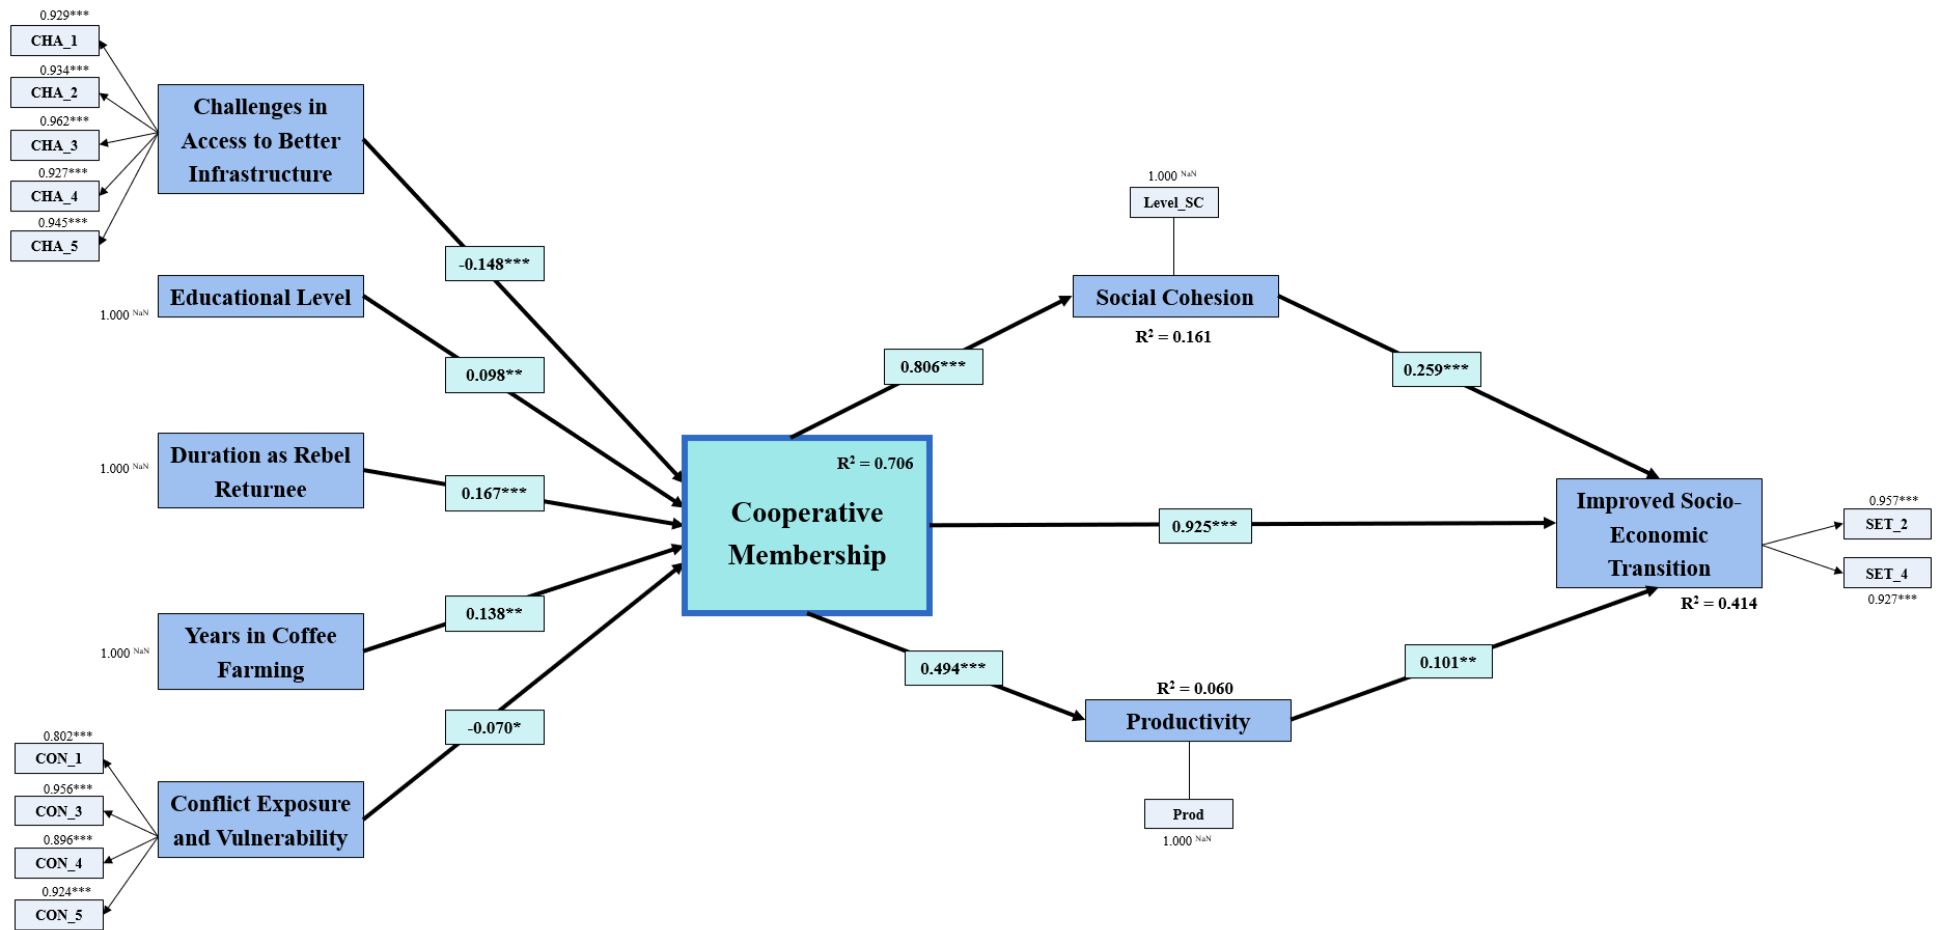 0.929***
CHA_1
0.934***
CHA_2
0.962***
CHA_3
0.927***
CHA_4
0.945***
CHA_5
Challenges in
Access to Better
Infrastructure
-0.148***
1.000 NaN
Educational Level
0.098**
1.000 NaN
Duration as Rebel
Returnee
0.167***
1.000 NaN
Years in Coffee
Farming
0.138**
0.802***
CON_1
0.956***
CON_3
0.896***
CON_4
0.924***
CON_5
Conflict Exposure
and Vulnerability
-0.070*
R² = 0.706
Cooperative
Membership
0.806***
1.000 NaN
Level_SC
Social Cohesion
R² = 0.161
0.259***
0.925***
0.494***
R² = 0.060
Productivity
Prod
1.000 NaN
0.101**
Improved Socio-
Economic
Transition
R² = 0.414
0.957***
SET_2
SET_4
0.927***